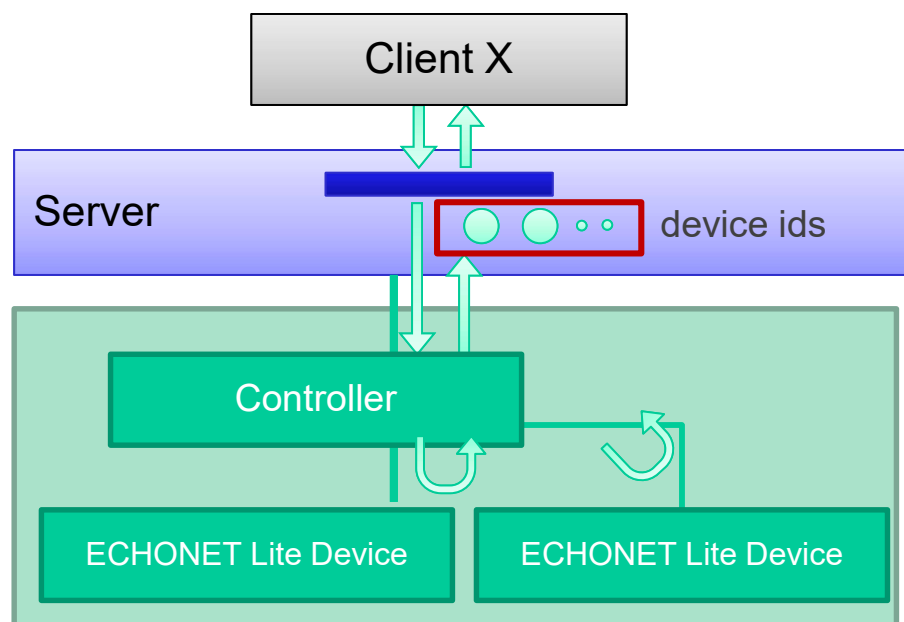 Client X
Server
device ids
Controller
ECHONET Lite Device
ECHONET Lite Device